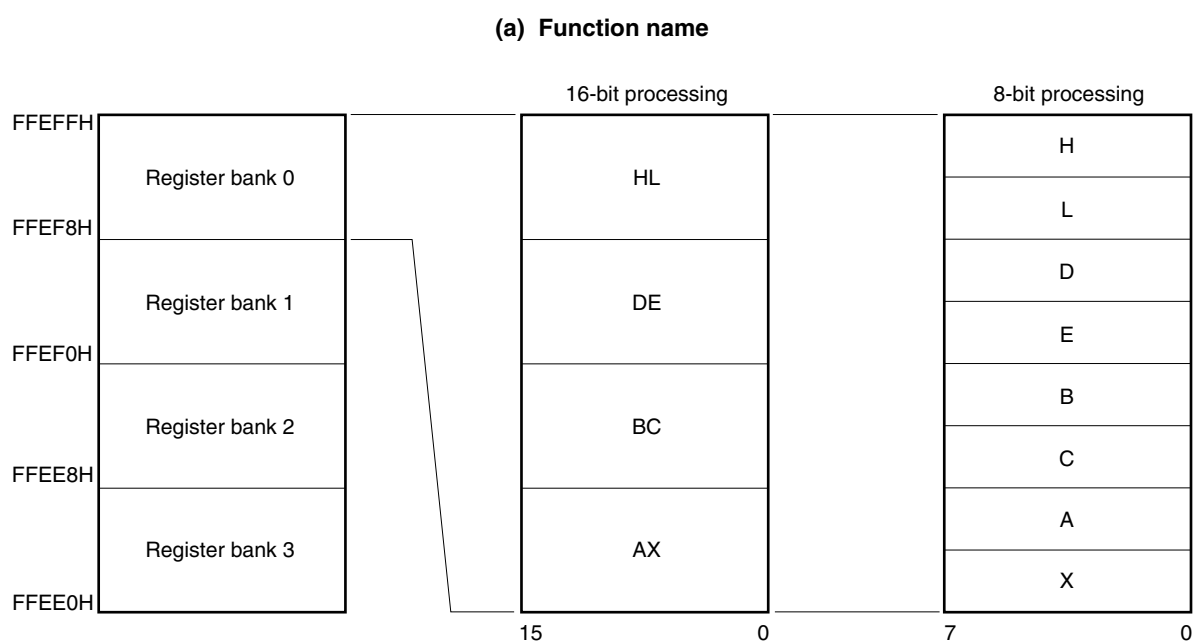 (a) Function name
16-bit processing
8-bit processing
FFEFFH
Register bank 0
HL
H
L
FFEF8H
Register bank 1
DE
D
E
FFEF0H
Register bank 2
BC
B
C
FFEE8H
Register bank 3
AX
A
X
FFEE0H
15 0
7 0